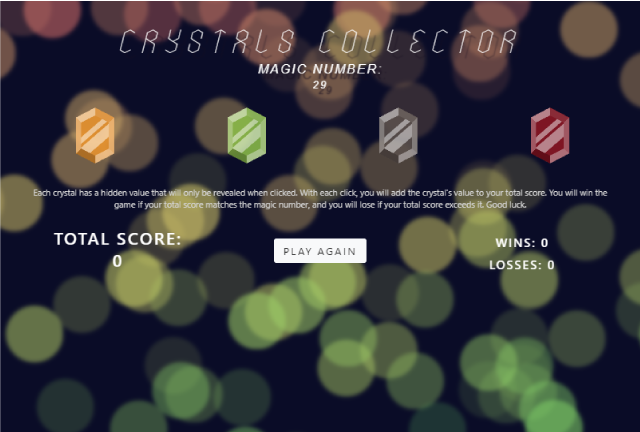 CRYSTALS COLLECTOR
MAGIC NUMBER:
29
Each crystal has a hidden value that will only be revealed when clicked. With each click, you will add the crystal's value to your total score. You will win the
game if your total score matches the magic number, and you will lose if your total score exceeds it. Good luck.
TOTAL SCORE:
0
PLAY AGAIN
WINS: 0
LOSSES: 0